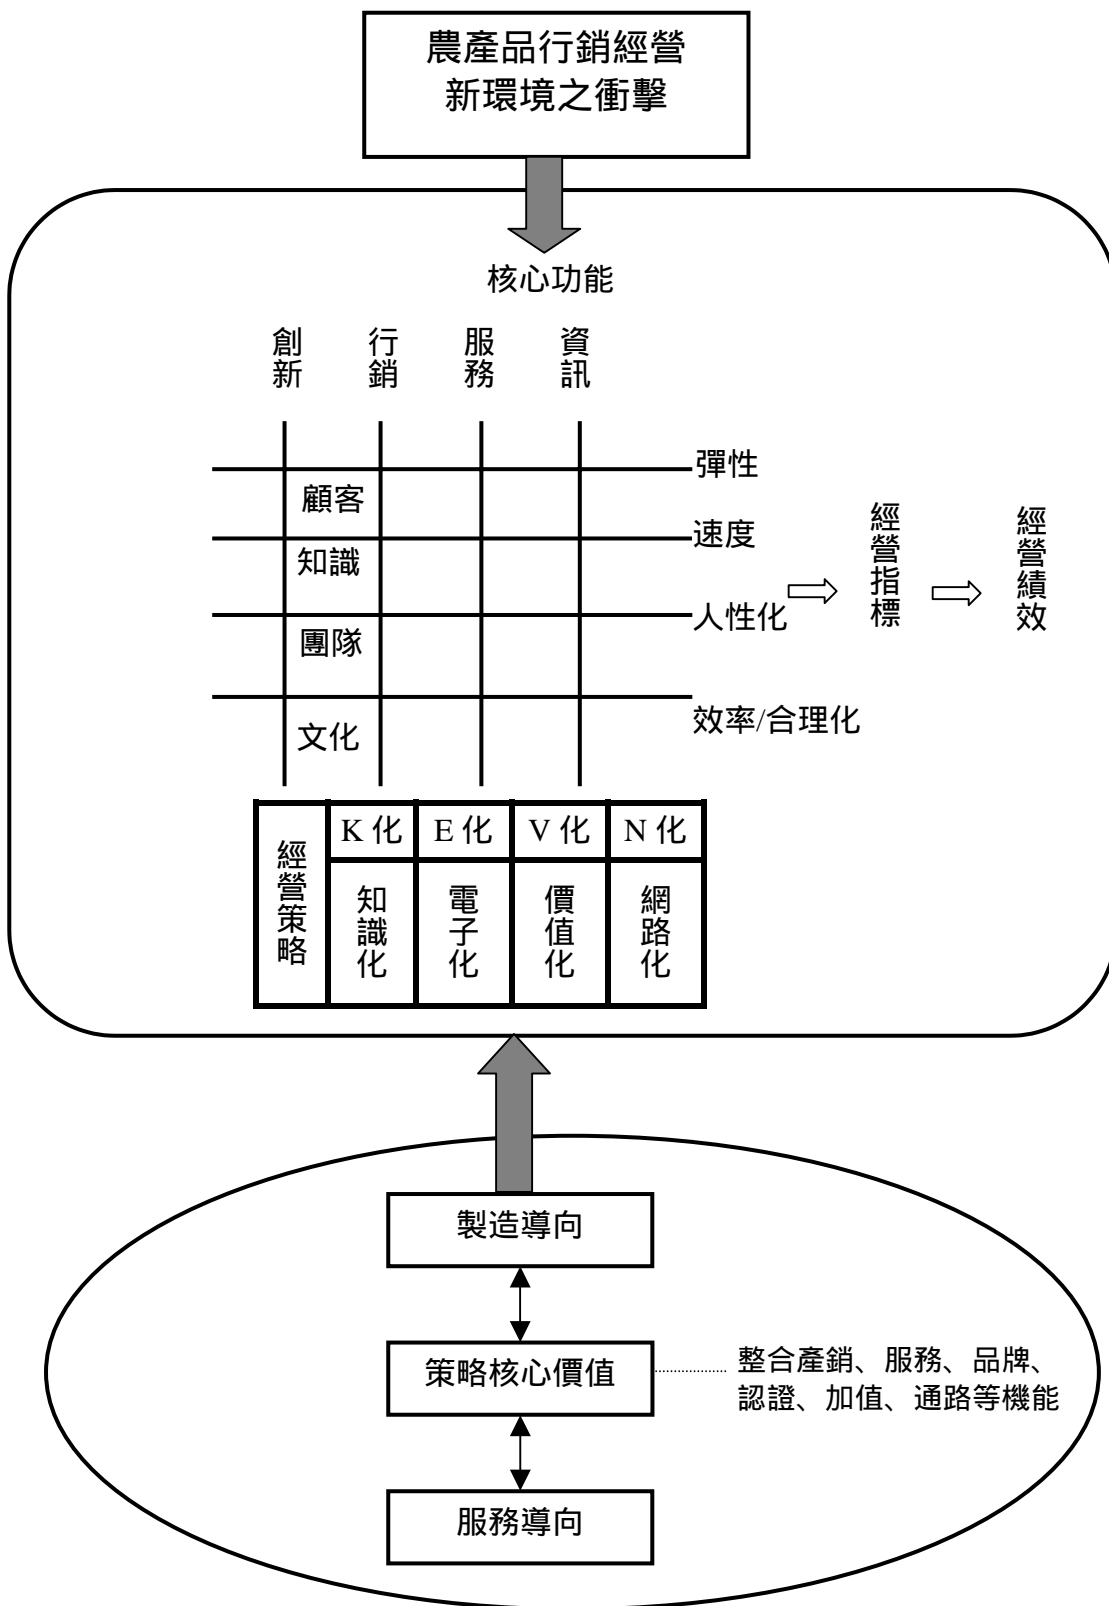 農產品行銷經營
新環境之衝擊
核心功能
創新
行銷
服務
資訊
彈性
顧客
速度
知識
人性化
團隊
效率/合理化
文化
經營指標
經營績效
經營策略
K 化
E 化
V 化
N 化
知識化
電子化
價值化
網路化
製造導向
策略核心價值
整合產銷、服務、品牌、
認證、加值、通路等機能
服務導向